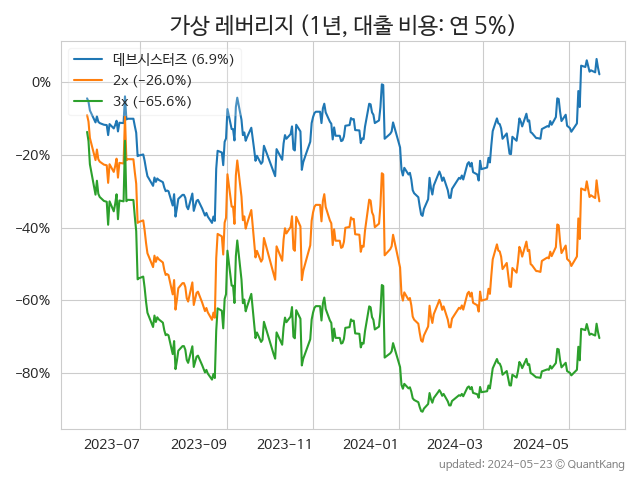 가상 레버리지 (1년, 대출 비용: 연 5%)
데브시스터즈 (6.9%)
2x (−26.0%)
3x (−65.6%)
0%
−20%
−40%
−60%
−80%
2023-07 2023-09 2023-11 2024-01 2024-03 2024-05
updated: 2024-05-23 © QuantKang